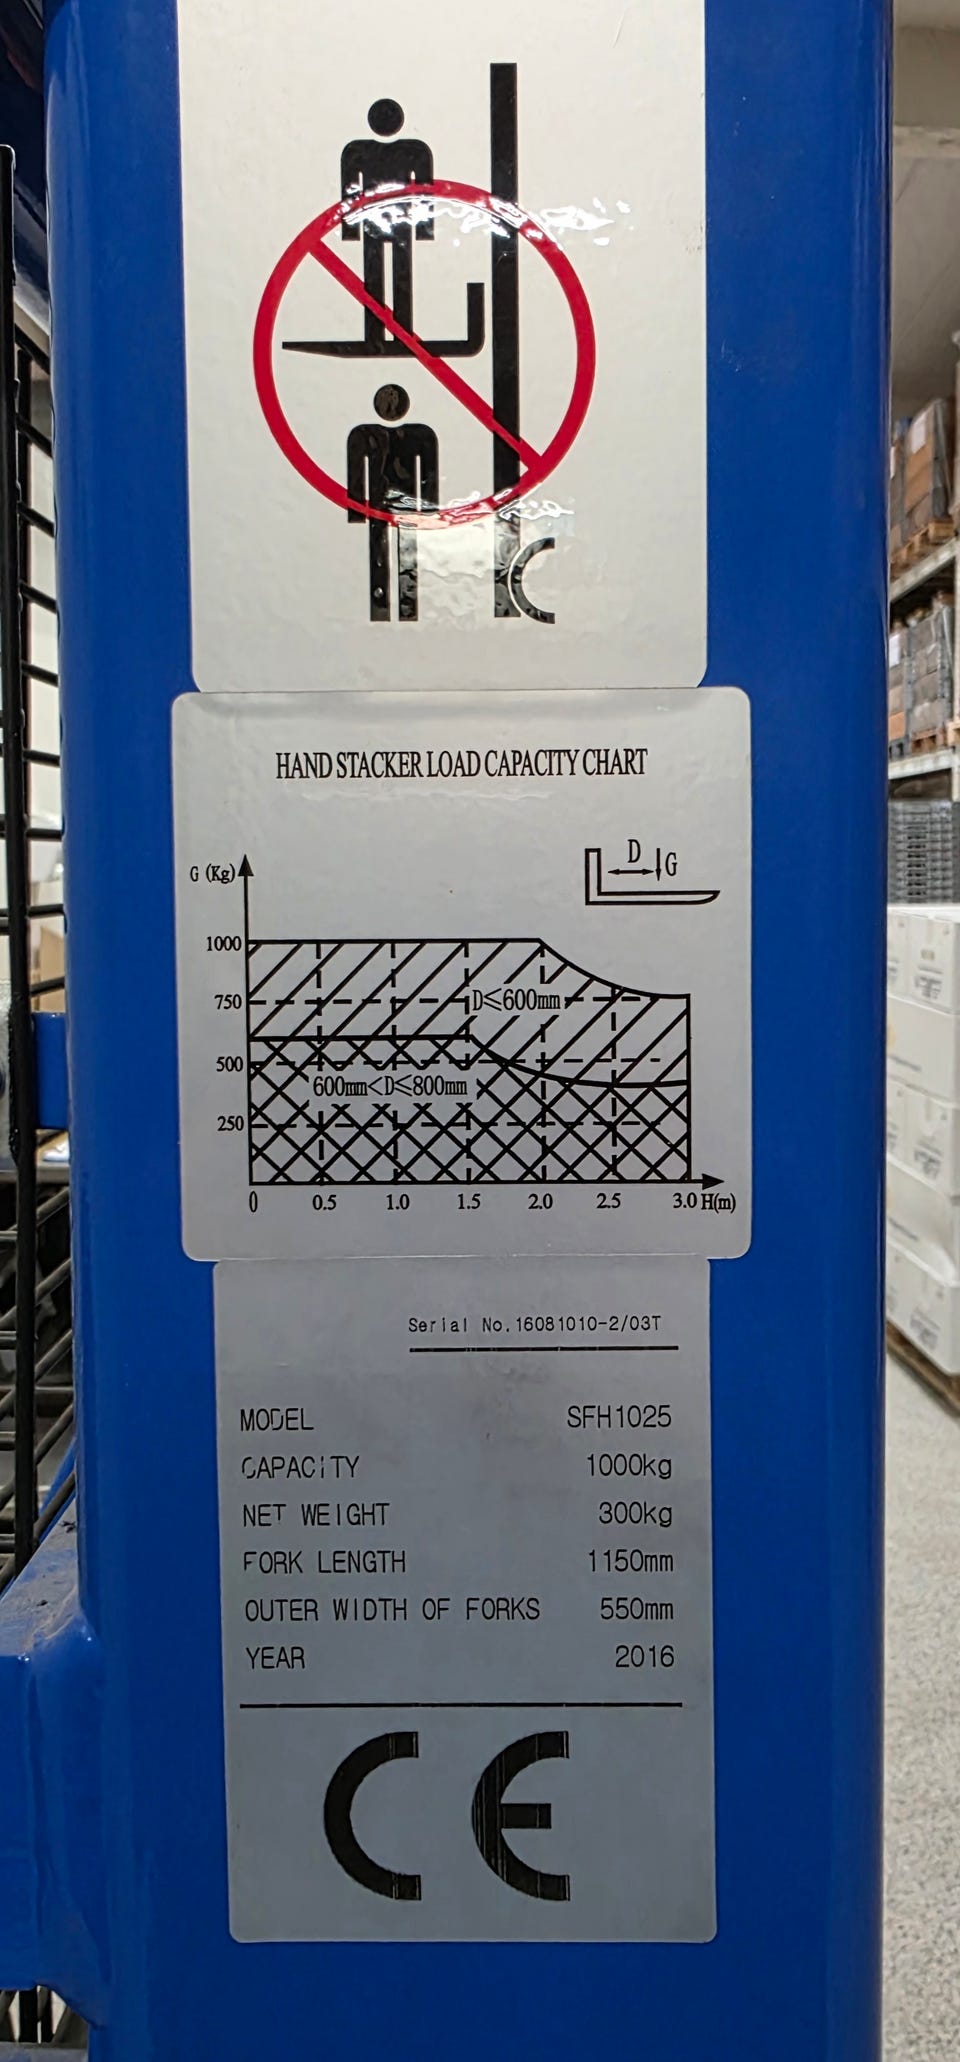 HAND STACKER LOAD CAPACITY CHART
D G
G (Kg)
1000
750
D≤600mm
500
600mm<D≤800mm
250
0 0.5 1.0 1.5 2.0 2.5 3.0 H(m)
Serial No.16081010-2/03T
MODEL SFH1025
CAPACITY 1000kg
NET WEIGHT 300kg
FORK LENGTH 1150mm
OUTER WIDTH OF FORKS 550mm
YEAR 2016
CE